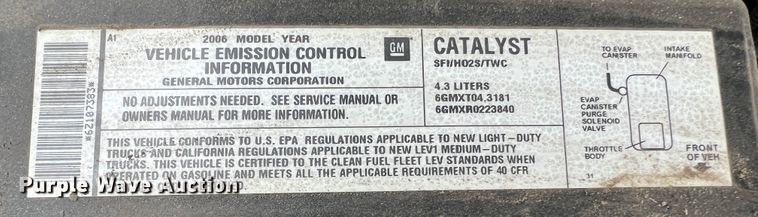 A1
2006 MODEL YEAR
VEHICLE EMISSION CONTROL
INFORMATION
GENERAL MOTORS CORPORATION
GM
CATALYST
SFI/HO2S/TWC
4.3 LITERS
6GMXT04.3181
6GMXR0223840
NO ADJUSTMENTS NEEDED. SEE SERVICE MANUAL OR
OWNERS MANUAL FOR MORE INFORMATION.
THIS VEHICLE CONFORMS TO U.S. EPA REGULATIONS APPLICABLE TO NEW LIGHT-DUTY
TRUCKS AND CALIFORNIA REGULATIONS APPLICABLE TO NEW LEV1 MEDIUM-DUTY
TRUCKS. THIS VEHICLE IS CERTIFIED TO THE CLEAN FUEL FLEET LEV STANDARDS WHEN
OPERATED ON GASOLINE AND MEETS ALL THE APPLICABLE REQUIREMENTS OF 40 CFR
*62107383*
TO EVAP
CANISTER
INTAKE
MANIFOLD
EVAP
CANISTER
PURGE
SOLENOID
VALVE
THROTTLE
BODY
FRONT
OF VEH
31
Purple Wave Auction